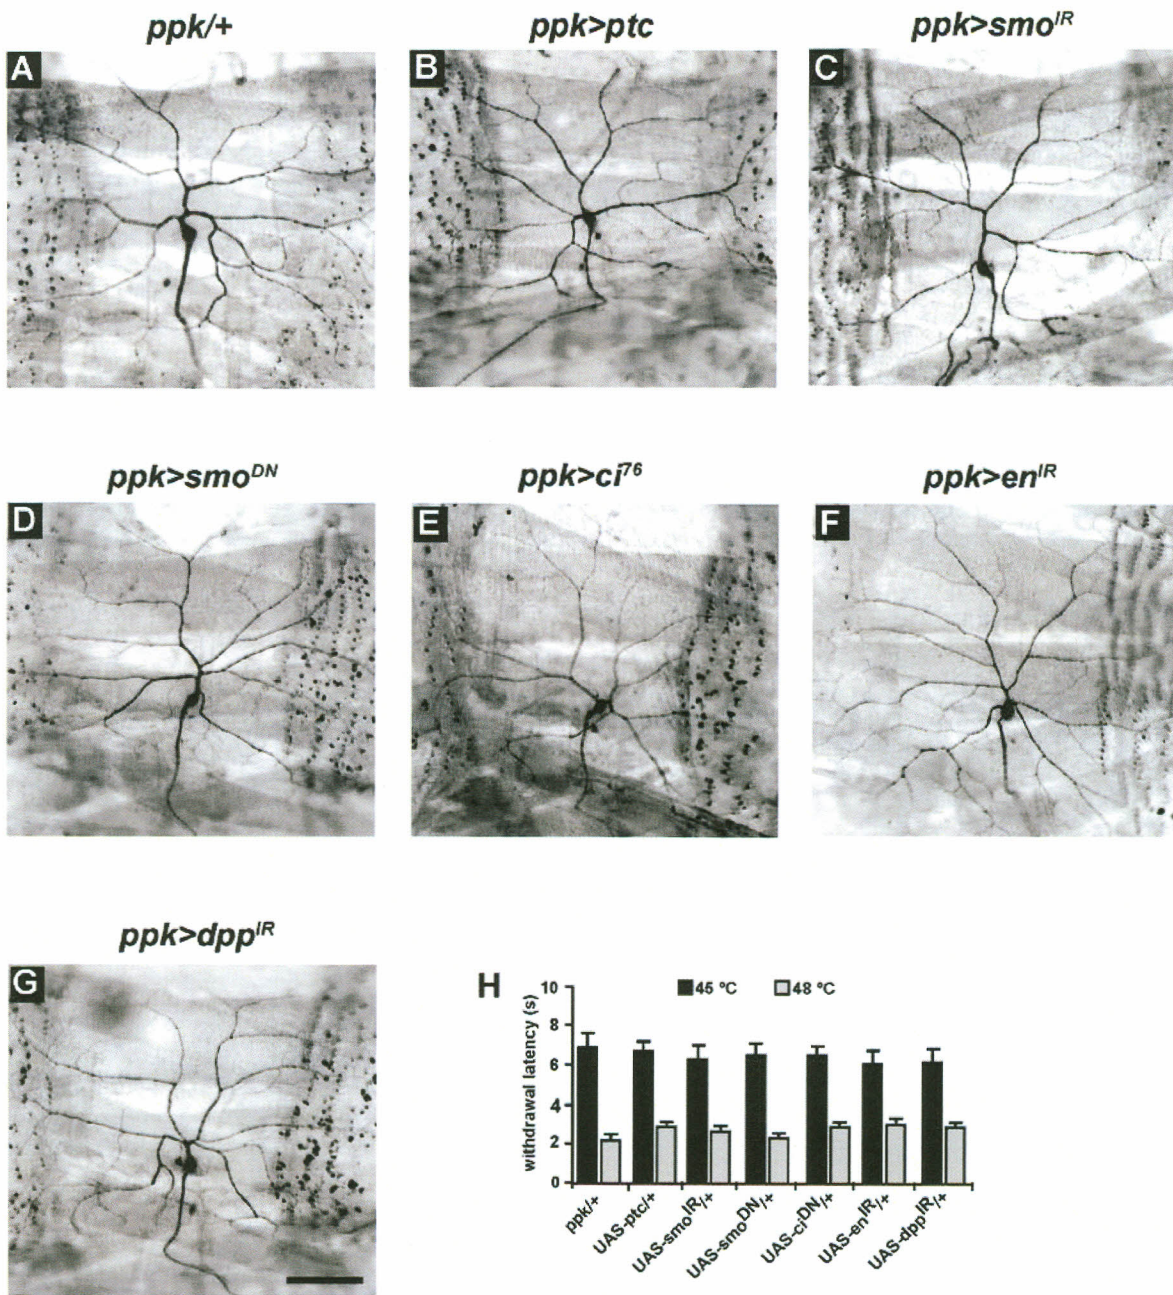 ppk/+
ppk>ptc
ppk>smo^IR
A
B
C
ppk>smo^DN
ppk>ci^76
ppk>en^IR
D
E
F
ppk>dpp^IR
G
H
45 ºC
48 ºC
withdrawal latency (s)
10
8
6
4
2
0
ppk/+
UAS-ptc/+
UAS-smo^IR/+
UAS-smo^DN/+
UAS-ci^DN/+
UAS-en^IR/+
UAS-dpp^IR/+